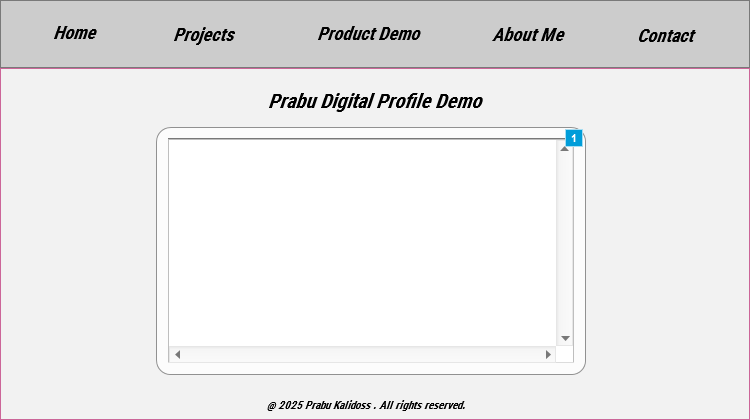 Home Projects Product Demo About Me Contact
Prabu Digital Profile Demo
1
@ 2025 Prabu Kalidoss . All rights reserved.